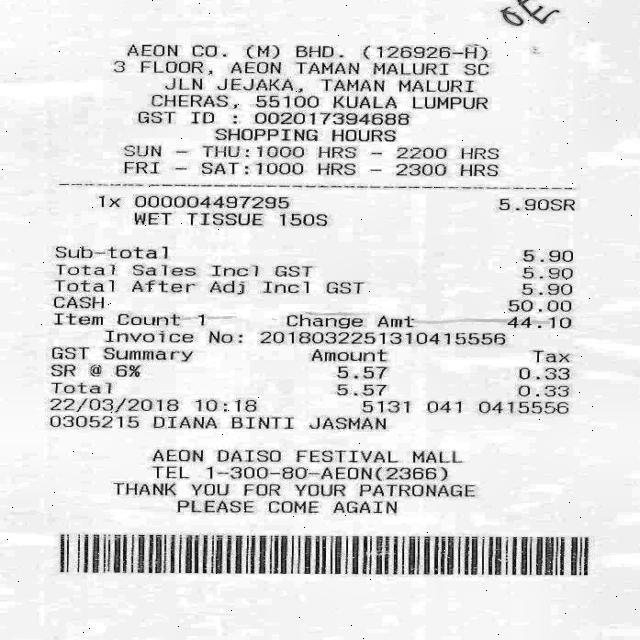 AEON CO. (M) BHD. (126926-H)
3 FLOOR, AEON TAMAN MALURI SC
JLN JEJAKA, TAMAN MALURI
CHERAS, 55100 KUALA LUMPUR
GST ID : 002017394688
SHOPPING HOURS
SUN - THU:1000 HRS - 2200 HRS
FRI - SAT:1000 HRS - 2300 HRS
1x 000004497295 5.90SR
WET TISSUE 150S
Sub-total 5.90
Total Sales Incl GST 5.90
Total After Adj Incl GST 5.90
CASH 50.00
Item Count 1 Change Amt 44.10
Invoice No: 2018032251310415556
GST Summary Amount Tax
SR @ 6% 5.57 0.33
Total 5.57 0.33
22/03/2018 10:18 5131 041 0415556
0305215 DIANA BINTI JASMAN
AEON DAISO FESTIVAL MALL
TEL 1-300-80-AEON(2366)
THANK YOU FOR YOUR PATRONAGE
PLEASE COME AGAIN